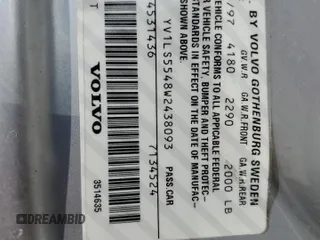 BY VOLVO GOTHENBURG SWEDEN
G.V.W.R G.A.W.R.FRONT G.A.W.R.REAR
/97 4180 2290 2000 LB
VEHICLE CONFORMS TO ALL APPLICABLE FEDERAL
R VEHICLE SAFETY, BUMPER AND THEFT PROTEC-
STANDARDS IN EFFECT ON THE DATE OF MANUFAC-
SHOWN ABOVE
YV1LS5548W2438093 PASS.CAR
4531436 7134524
T VOLVO 3514635
DREAMBID